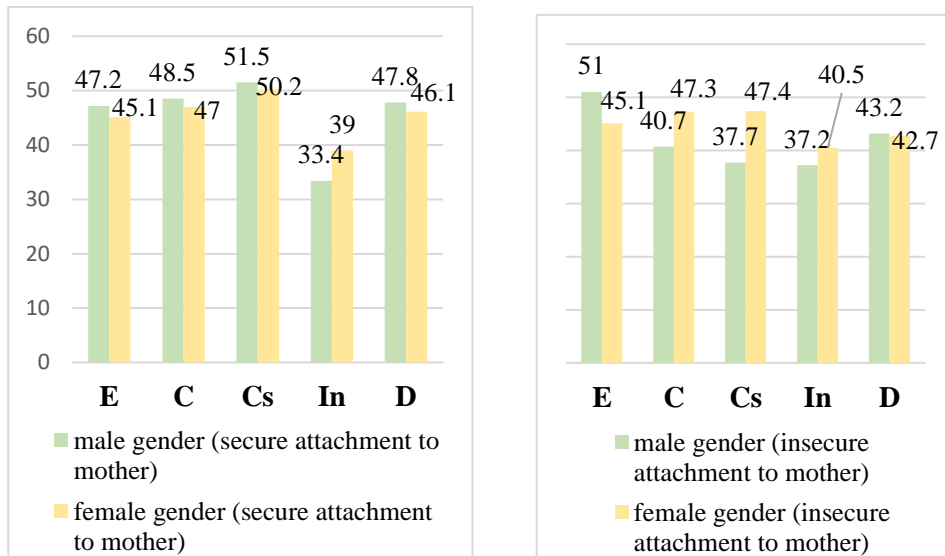 60
50
40
30
20
10
0
47.2
45.1
48.5
47
51.5
50.2
33.4
39
47.8
46.1
E C Cs In D
male gender (secure attachment to
mother)
female gender (secure attachment
to mother)
51
45.1
40.7
47.3
37.7
47.4
37.2
40.5
43.2
42.7
E C Cs In D
male gender (insecure
attachment to mother)
female gender (insecure
attachment to mother)